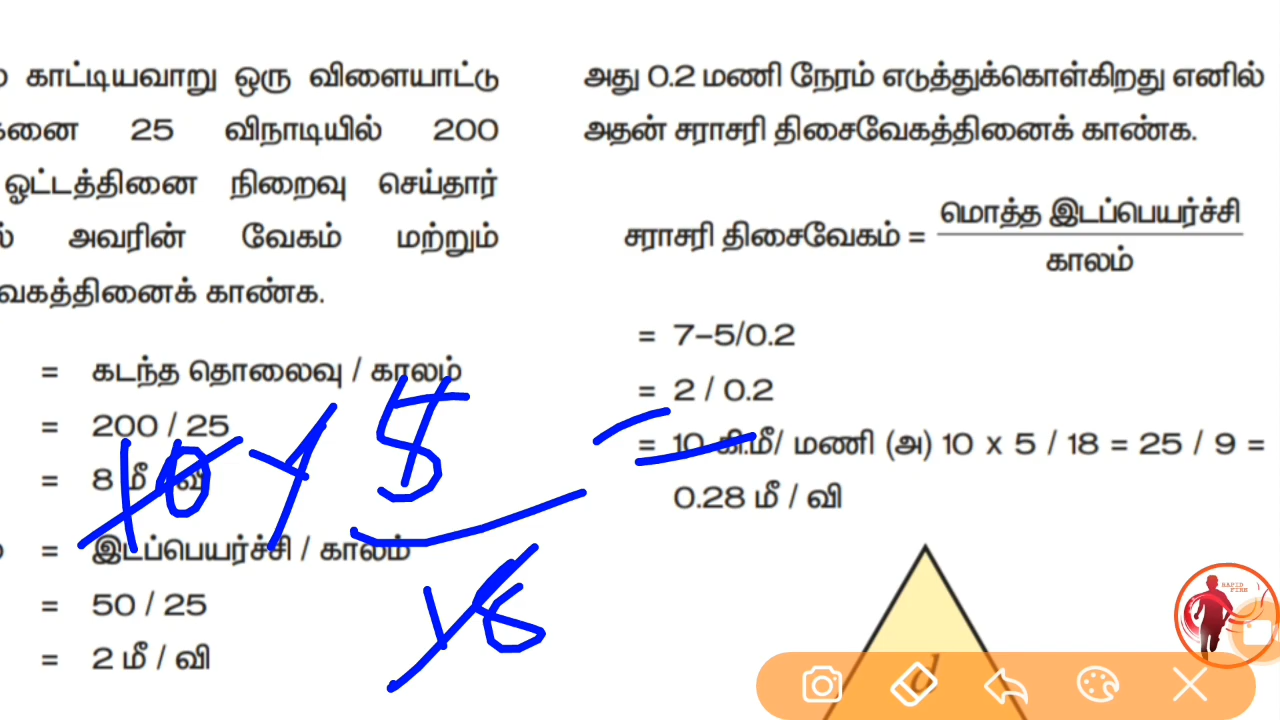 காட்டியவாறு ஒரு விளையாட்டு
25 விநாடியில் 200
ஓட்டத்தினை நிறைவு செய்தார்
அவரின் வேகம் மற்றும்
வேகத்தினைக் காண்க.
= கடந்த தொலைவு / காலம்
= 200 / 25
= 8 மீ / வி
= இடப்பெயர்ச்சி / காலம்
= 50 / 25
= 2 மீ / வி
அது 0.2 மணி நேரம் எடுத்துக்கொள்கிறது எனில்
அதன் சராசரி திசைவேகத்தினைக் காண்க.
சராசரி திசைவேகம் = மொத்த இடப்பெயர்ச்சி
காலம்
= 7–5/0.2
= 2 / 0.2
= 10 கி.மீ/ மணி (அ) 10 x 5 / 18 = 25 / 9 =
0.28 மீ / வி
10 x 5 =
18
d
RAPID
FIRE